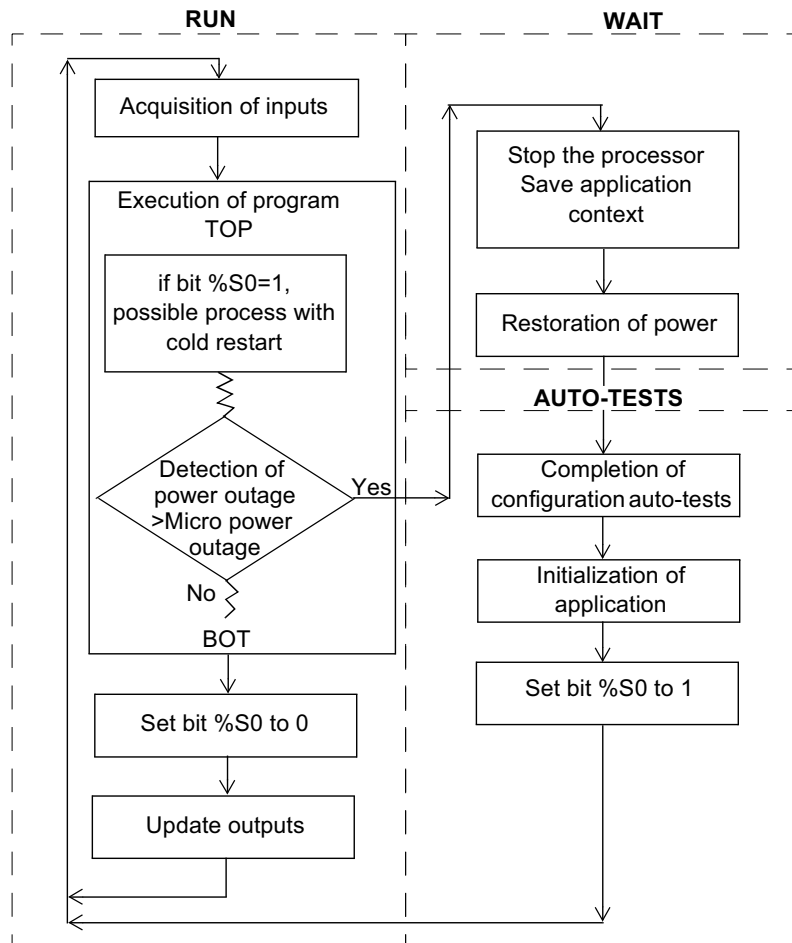 RUN
WAIT
Acquisition of inputs
Execution of program
TOP
if bit %S0=1,
possible process with
cold restart
Detection of
power outage
>Micro power
outage
Yes
No
BOT
Set bit %S0 to 0
Update outputs
Stop the processor
Save application
context
Restoration of power
AUTO-TESTS
Completion of
configuration auto-tests
Initialization of
application
Set bit %S0 to 1